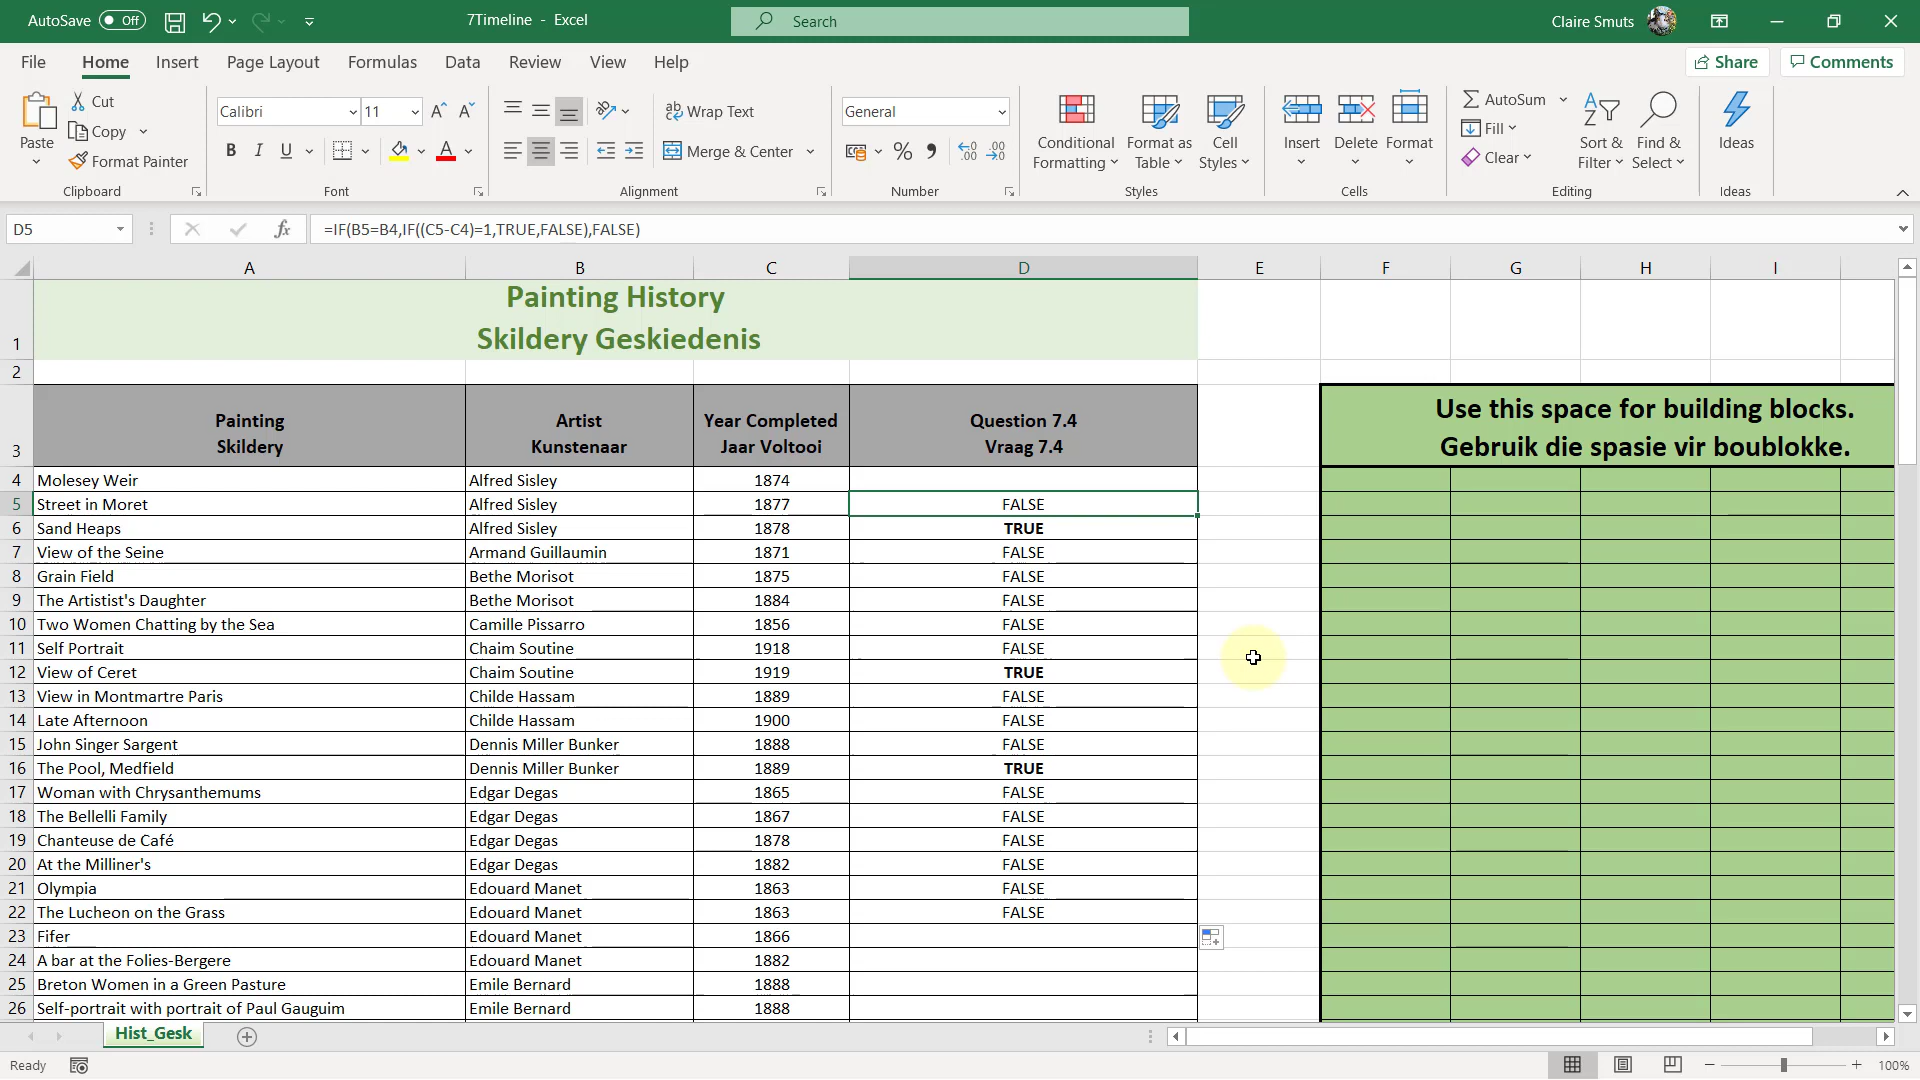 AutoSave Off 7Timeline - Excel Search Claire Smuts
File Home Insert Page Layout Formulas Data Review View Help Share Comments
Paste Cut Copy Format Painter Clipboard
Calibri 11 A A B I U A Font
ab Wrap Text Merge & Center Alignment
General % Number
Conditional Formatting Format as Table Cell Styles Styles
Insert Delete Format Cells
AutoSum Fill Clear Sort & Filter Find & Select Editing
Ideas Ideas
D5 fx =IF(B5=B4,IF((C5-C4)=1,TRUE,FALSE),FALSE)
A B C D E F G H I
1 Painting History
Skildery Geskiedenis
2
3 Painting Artist Year Completed Question 7.4
Skildery Kunstenaar Jaar Voltooi Vraag 7.4
Use this space for building blocks.
Gebruik die spasie vir boublokke.
4 Molesey Weir Alfred Sisley 1874
5 Street in Moret Alfred Sisley 1877 FALSE
6 Sand Heaps Alfred Sisley 1878 TRUE
7 View of the Seine Armand Guillaumin 1871 FALSE
8 Grain Field Bethe Morisot 1875 FALSE
9 The Artistist's Daughter Bethe Morisot 1884 FALSE
10 Two Women Chatting by the Sea Camille Pissarro 1856 FALSE
11 Self Portrait Chaim Soutine 1918 FALSE
12 View of Ceret Chaim Soutine 1919 TRUE
13 View in Montmartre Paris Childe Hassam 1889 FALSE
14 Late Afternoon Childe Hassam 1900 FALSE
15 John Singer Sargent Dennis Miller Bunker 1888 FALSE
16 The Pool, Medfield Dennis Miller Bunker 1889 TRUE
17 Woman with Chrysanthemums Edgar Degas 1865 FALSE
18 The Bellelli Family Edgar Degas 1867 FALSE
19 Chanteuse de Café Edgar Degas 1878 FALSE
20 At the Milliner's Edgar Degas 1882 FALSE
21 Olympia Edouard Manet 1863 FALSE
22 The Lucheon on the Grass Edouard Manet 1863 FALSE
23 Fifer Edouard Manet 1866
24 A bar at the Folies-Bergere Edouard Manet 1882
25 Breton Women in a Green Pasture Emile Bernard 1888
26 Self-portrait with portrait of Paul Gauguim Emile Bernard 1888
Hist_Gesk
Ready 100%